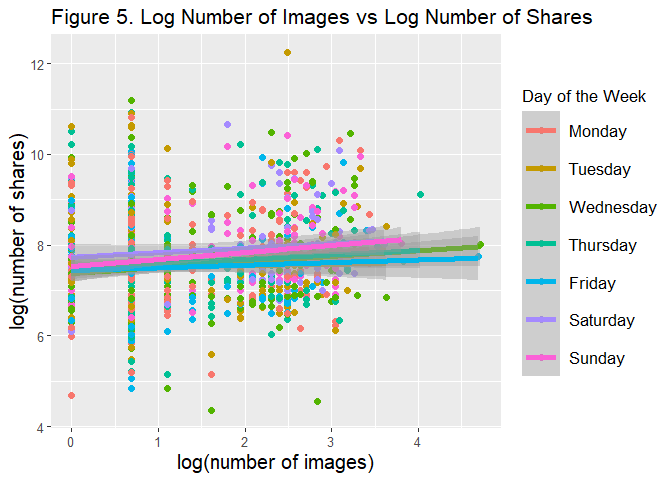 Figure 5. Log Number of Images vs Log Number of Shares
log(number of shares)
12
10
8
6
4
0 1 2 3 4
log(number of images)
Day of the Week
Monday
Tuesday
Wednesday
Thursday
Friday
Saturday
Sunday